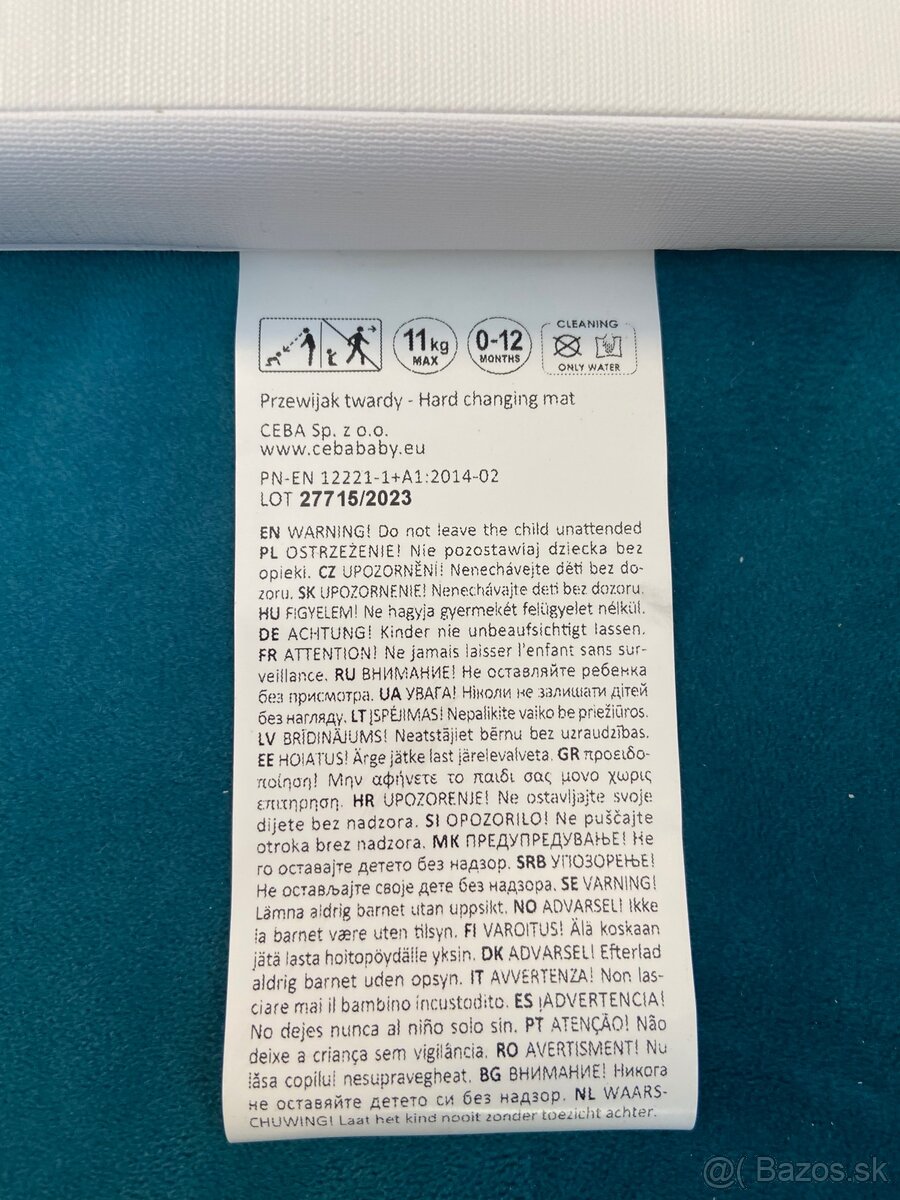 11kg
MAX
0-12
MONTHS
CLEANING
ONLY WATER
Przewijak twardy - Hard changing mat
CEBA Sp. z o.o.
www.cebababy.eu
PN-EN 12221-1+A1:2014-02
LOT 27715/2023
EN WARNING! Do not leave the child unattended
PL OSTRZEŻENIE! Nie pozostawiaj dziecka bez
opieki. CZ UPOZORNĚNÍ! Nenechávejte děti bez do-
zoru. SK UPOZORNENIE! Nenechávajte deti bez dozoru.
HU FIGYELEM! Ne hagyja gyermekét felügyelet nélkül.
DE ACHTUNG! Kinder nie unbeaufsichtigt lassen.
FR ATTENTION! Ne jamais laisser l'enfant sans sur-
veillance. RU ВНИМАНИЕ! Не оставляйте ребенка
без присмотра. UA УВАГА! Ніколи не залишати дітей
без нагляду. LT ĮSPĖJIMAS! Nepalikite vaiko be priežiūros.
LV BRĪDINĀJUMS! Neatstājiet bērnu bez uzraudzības.
EE HOIATUS! Ärge jätke last järelevalveta. GR προειδο-
ποίηση! Μην αφήνετε το παιδι σας μονο χωρις
επιτηρηση. HR UPOZORENJE! Ne ostavljajte svoje
dijete bez nadzora. SI OPOZORILO! Ne puščajte
otroka brez nadzora. MK ПРЕДУПРЕДУВАЊЕ! Не
го оставајте детето без надзор. SRB УПОЗОРЕЊЕ!
Не остављајте своје дете без надзора. SE VARNING!
Lämna aldrig barnet utan uppsikt. NO ADVARSEL! Ikke
la barnet være uten tilsyn. FI VAROITUS! Älä koskaan
jätä lasta hoitopöydälle yksin. DK ADVARSEL! Efterlad
aldrig barnet uden opsyn. IT AVVERTENZA! Non las-
ciare mai il bambino incustodito. ES ¡ADVERTENCIA!
No dejes nunca al niño solo sin. PT ATENÇÃO! Não
deixe a criança sem vigilância. RO AVERTISMENT! Nu
lăsa copilul nesupravegheat. BG ВНИМАНИЕ! Никога
не оставяйте детето си без надзор. NL WAARS-
CHUWING! Laat het kind nooit zonder toezicht achter.
@( Bazos.sk